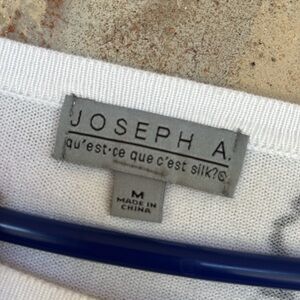 JOSEPH A.
qu'est·ce que c'est silk?©
M
MADE IN
CHINA